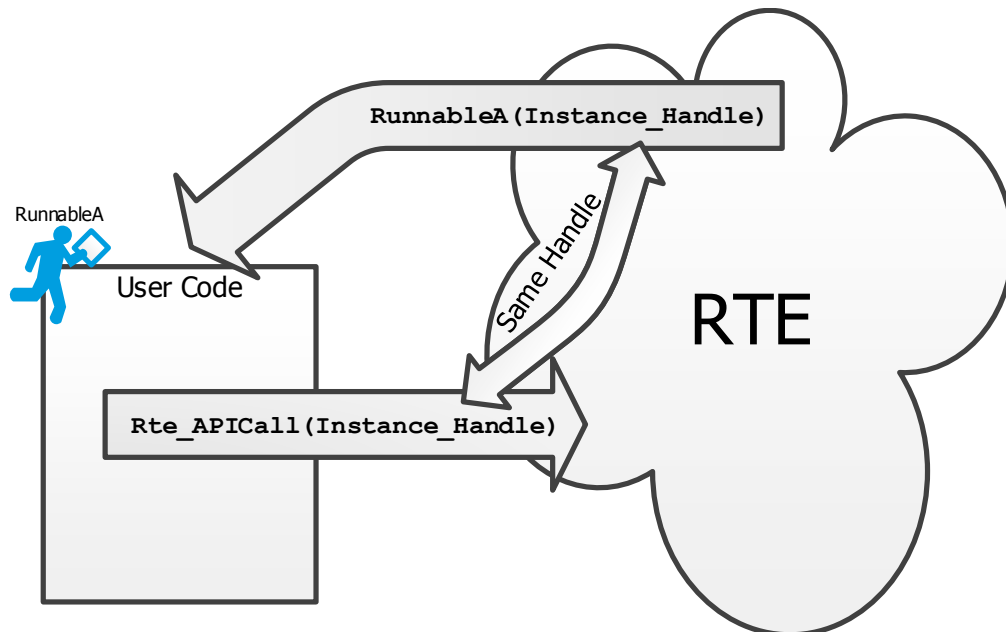 RunnableA(Instance_Handle)
RunnableA
Same Handle
User Code
RTE
Rte_APICall(Instance_Handle)